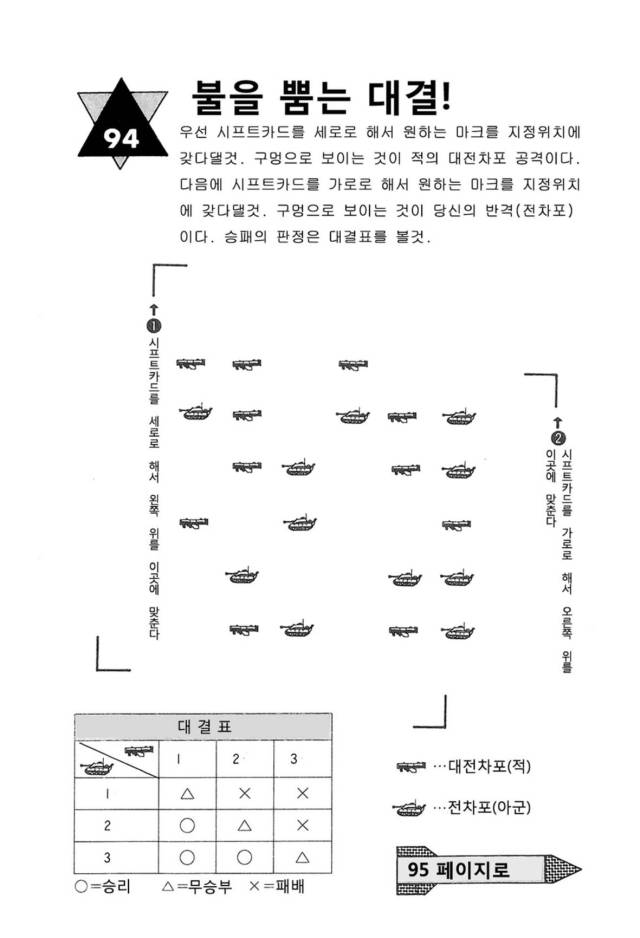 94
불을 뿜는 대결!
우선 시프트카드를 세로로 해서 원하는 마크를 지정위치에
갖다댈것. 구멍으로 보이는 것이 적의 대전차포 공격이다.
다음에 시프트카드를 가로로 해서 원하는 마크를 지정위치
에 갖다댈것. 구멍으로 보이는 것이 당신의 반격(전차포)
이다. 승패의 판정은 대결표를 볼것.
↑❶ 시프트카드를 세로로 해서 왼쪽 위를 이곳에 맞춘다
↑❷ 시프트카드를 가로로 해서 오른쪽 위를
이곳에 맞춘다
대 결 표
1 2 3
1 △ × ×
2 ○ △ ×
3 ○ ○ △
○=승리 △=무승부 ×=패배
…대전차포(적)
…전차포(아군)
95 페이지로